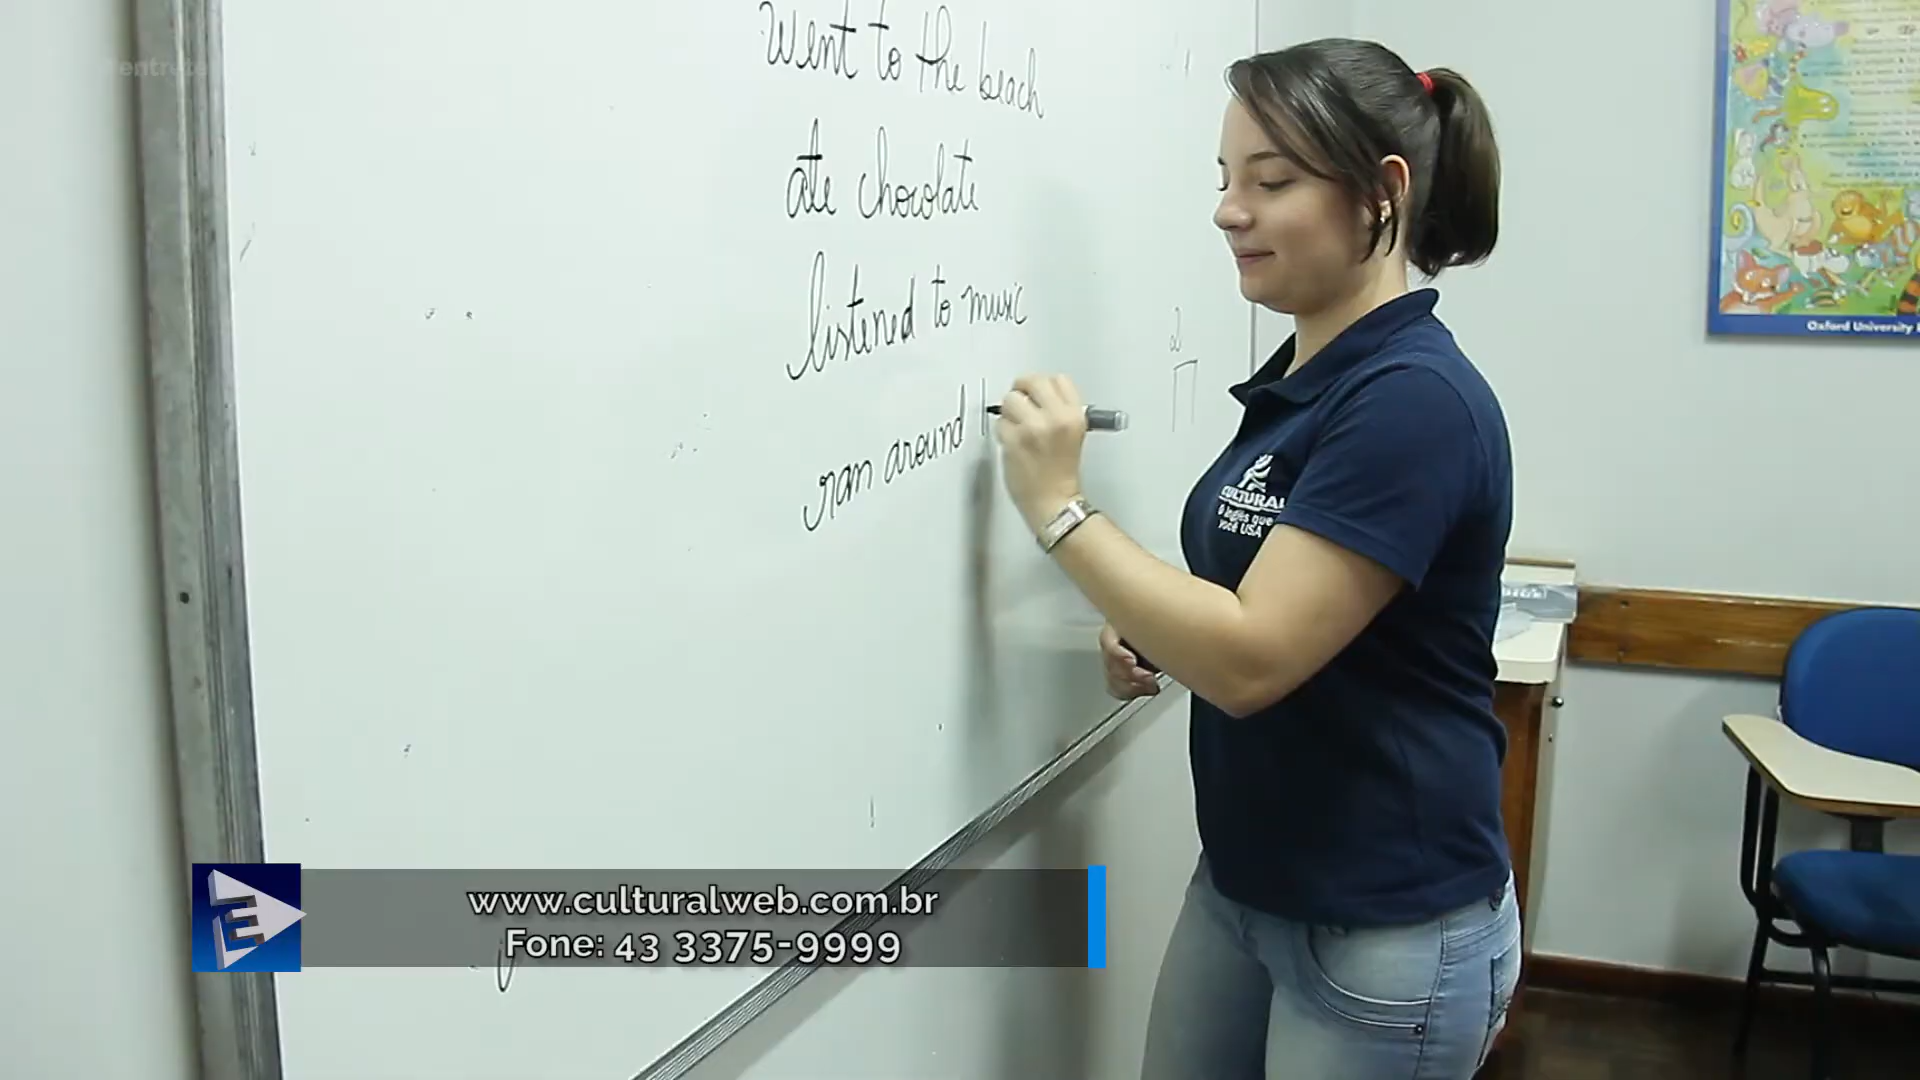 Went to the beach
ate chocolate
listened to music
ran around
2
CULTURAL
O inglês que
você USA
Oxford University
www.culturalweb.com.br
Fone: 43 3375-9999